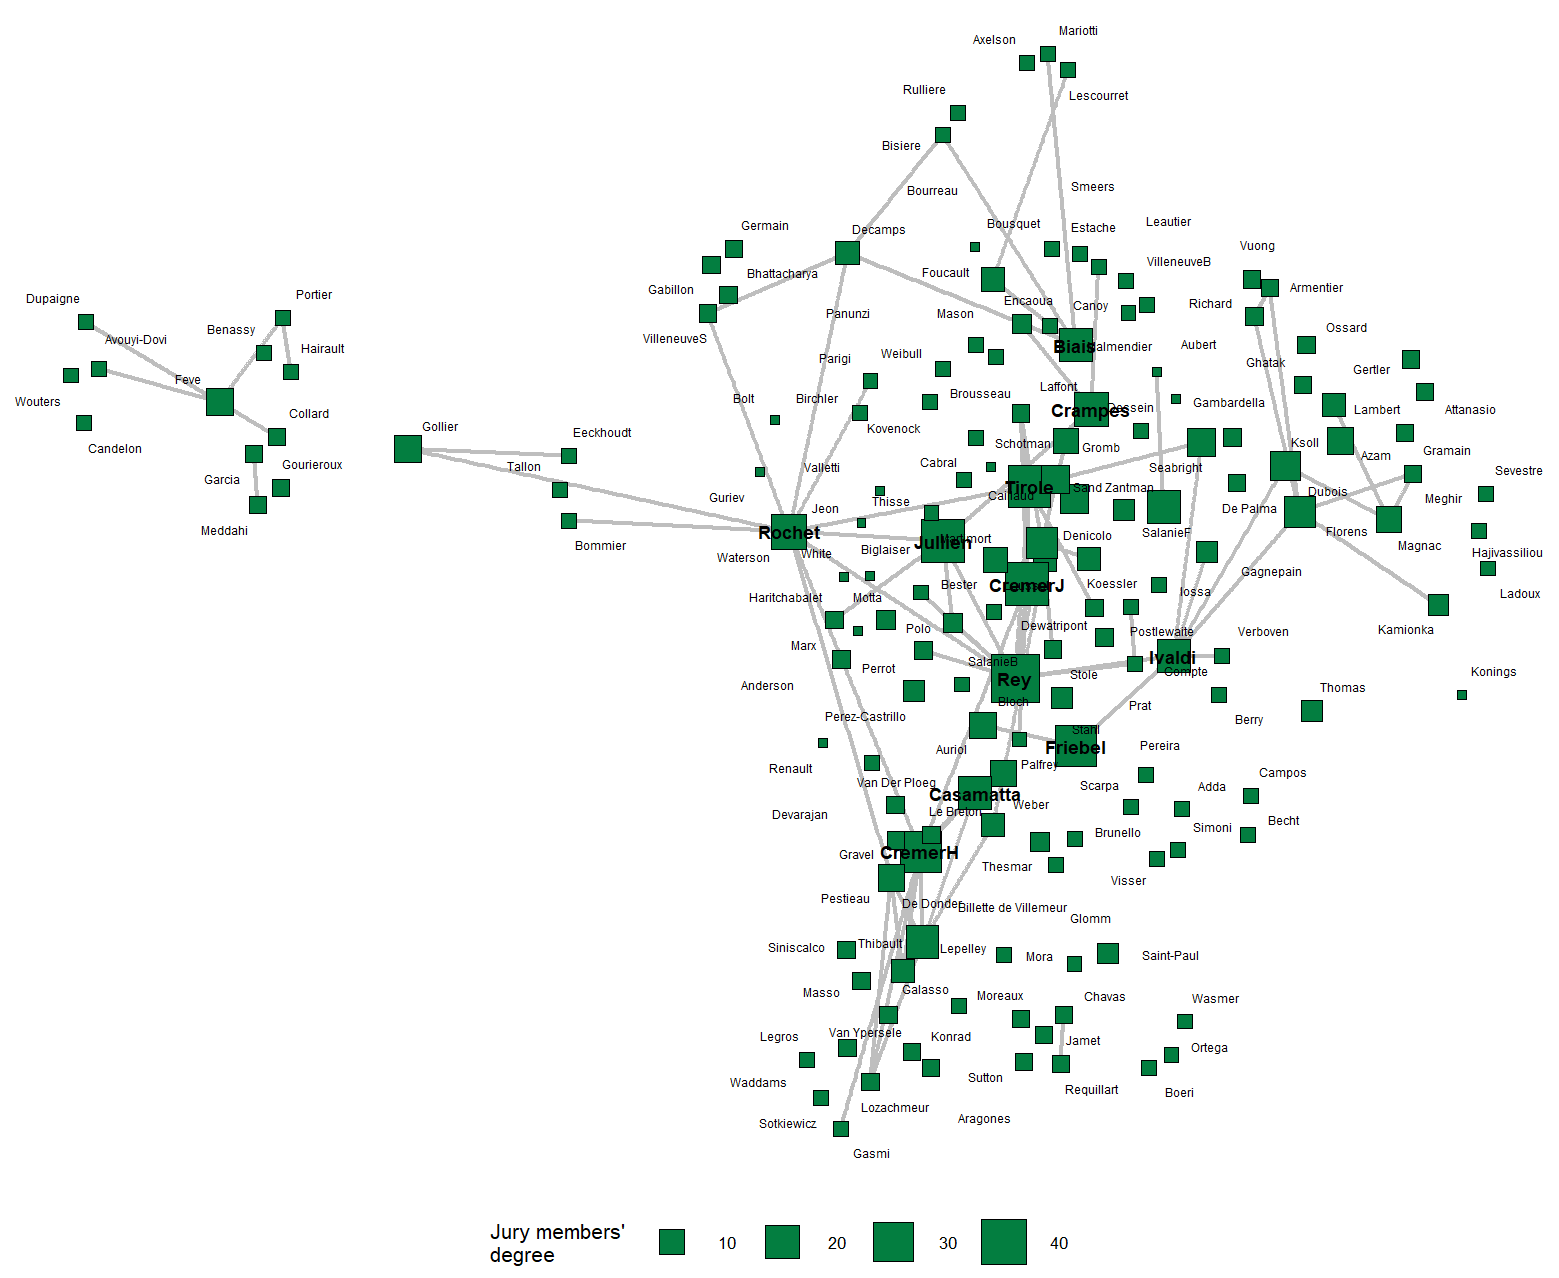 Mariotti
Axelson
Lescourret
Rulliere
Bisiere
Smeers
Bourreau
Leautier
Germain
Bousquet
Estache
Decamps
Vuong
VilleneuveB
Bhattacharya
Foucault
Armentier
Gabillon
Portier
Dupaigne
Encaoua
Richard
Canoy
Panunzi
Mason
Ossard
Benassy
Avouyi-Dovi
VilleneuveS
Aubert
Biais
Malmendier
Hairault
Weibull
Parigi
Ghatak
Gertler
Feve
Laffont
Brousseau
Wouters
Bolt
Birchler
Gambardella
Crampes
Dessein
Lambert
Attanasio
Collard
Gollier
Kovenock
Eeckhoudt
Schotman
Gromb
Ksoll
Candelon
Gramain
Azam
Cabral
Tallon
Valletti
Seabright
Gourieroux
Sevestre
Garcia
Tirole
Sand Zantman
Dubois
Guriev
Cainaud
Meghir
Thisse
Jeon
De Palma
Meddahi
Rochet
SalanieF
Florens
Denicolo
Martimort
Jullien
Bommier
Magnac
Biglaiser
White
Waterson
Hajivassiliou
Gagnepain
Bester
CremerJ
Koessler
Iossa
Ladoux
Haritchabalet
Motta
Dewatripont
Polo
Postlewaite
Verboven
Kamionka
Marx
Ivaldi
SalanieB
Perrot
Compte
Konings
Stole
Rey
Anderson
Thomas
Bloch
Prat
Perez-Castrillo
Berry
Stahl
Auriol
Friebel
Pereira
Palfrey
Renault
Campos
Van Der Ploeg
Scarpa
Adda
Casamatta
Weber
Le Breton
Devarajan
Becht
Simoni
Brunello
Gravel
CremerH
Thesmar
Visser
Pestieau
De Donder
Billette de Villemeur
Glomm
Thibault
Siniscalco
Lepelley
Mora
Saint-Paul
Galasso
Masso
Moreaux
Chavas
Wasmer
Van Ypersele
Legros
Konrad
Jamet
Ortega
Sutton
Waddams
Requillart
Boeri
Lozachmeur
Aragones
Sotkiewicz
Gasmi
Jury members'
degree
10
20
30
40